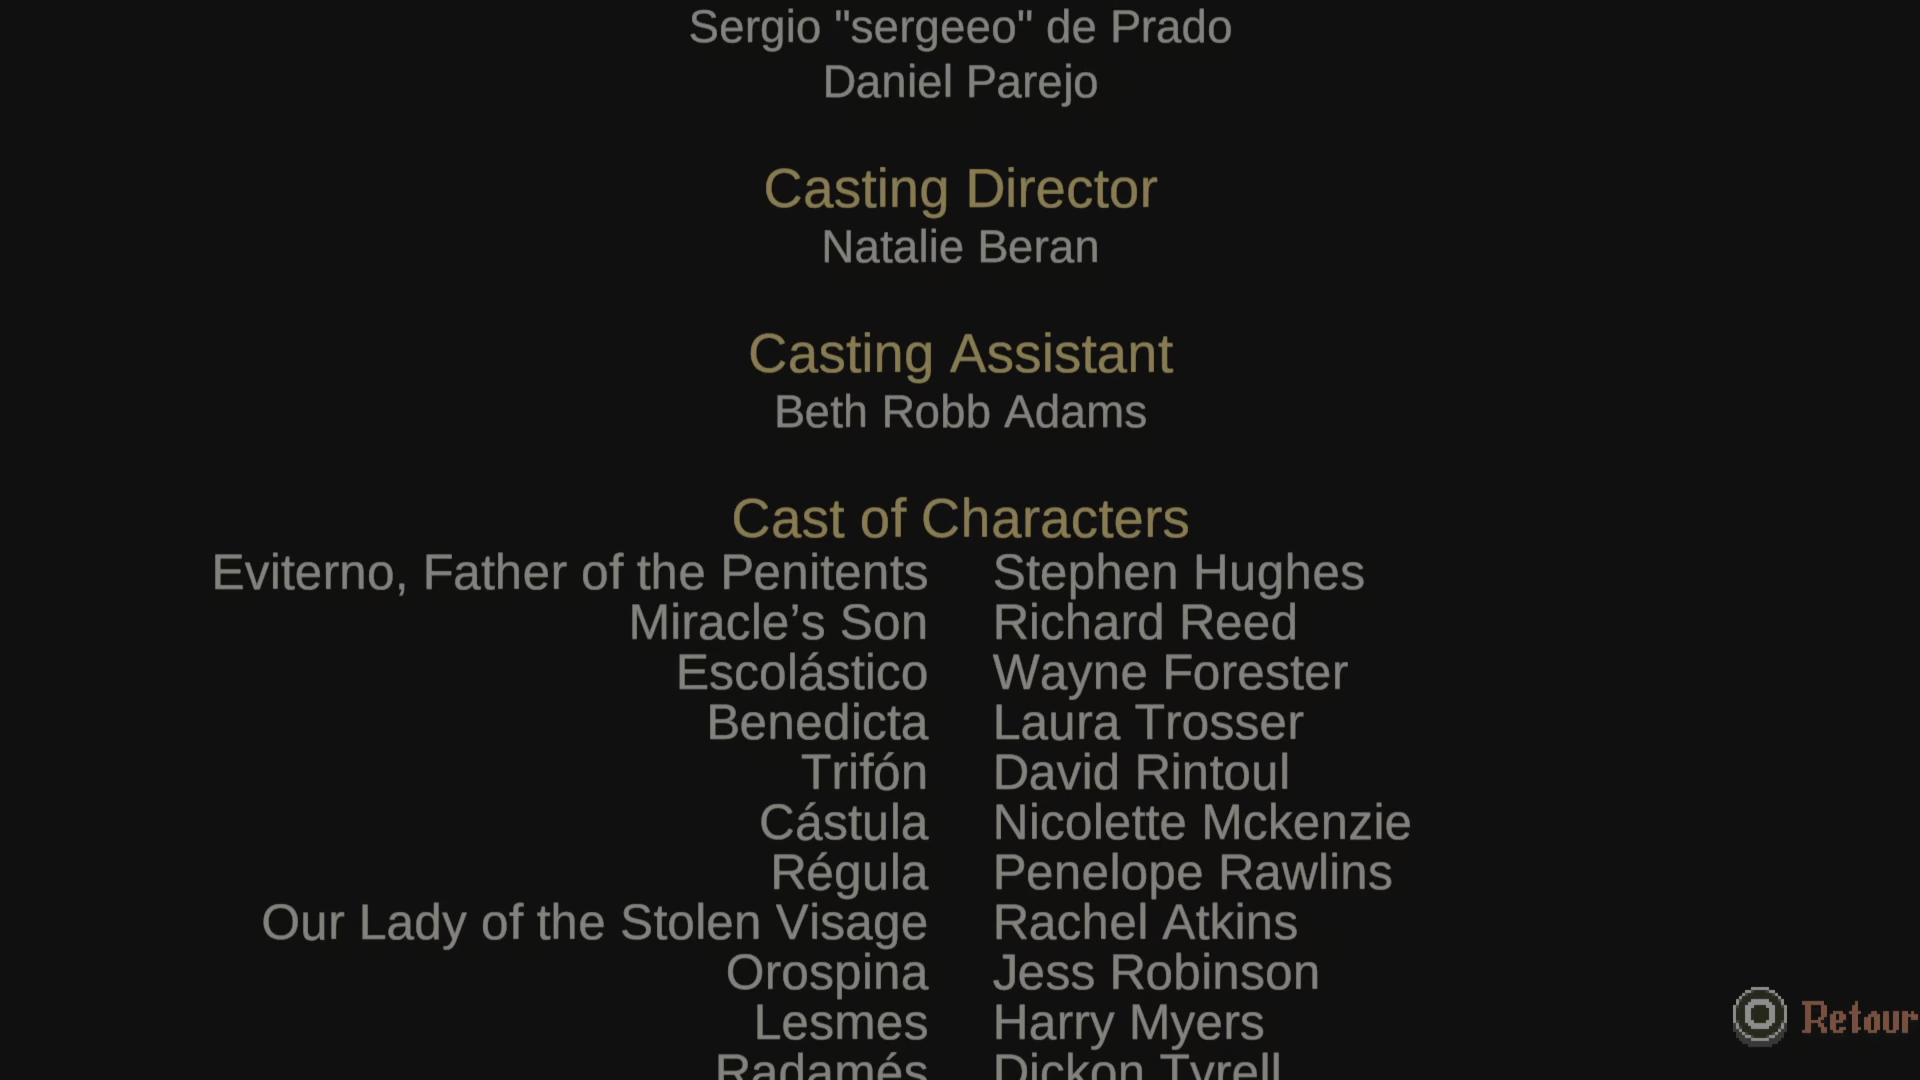 Sergio "sergeeo" de Prado
Daniel Parejo
Casting Director
Natalie Beran
Casting Assistant
Beth Robb Adams
Cast of Characters
Eviterno, Father of the Penitents Stephen Hughes
Miracle’s Son Richard Reed
Escolástico Wayne Forester
Benedicta Laura Trosser
Trifón David Rintoul
Cástula Nicolette Mckenzie
Régula Penelope Rawlins
Our Lady of the Stolen Visage Rachel Atkins
Orospina Jess Robinson
Lesmes Harry Myers
Radamés Dickon Tyrell
Retour